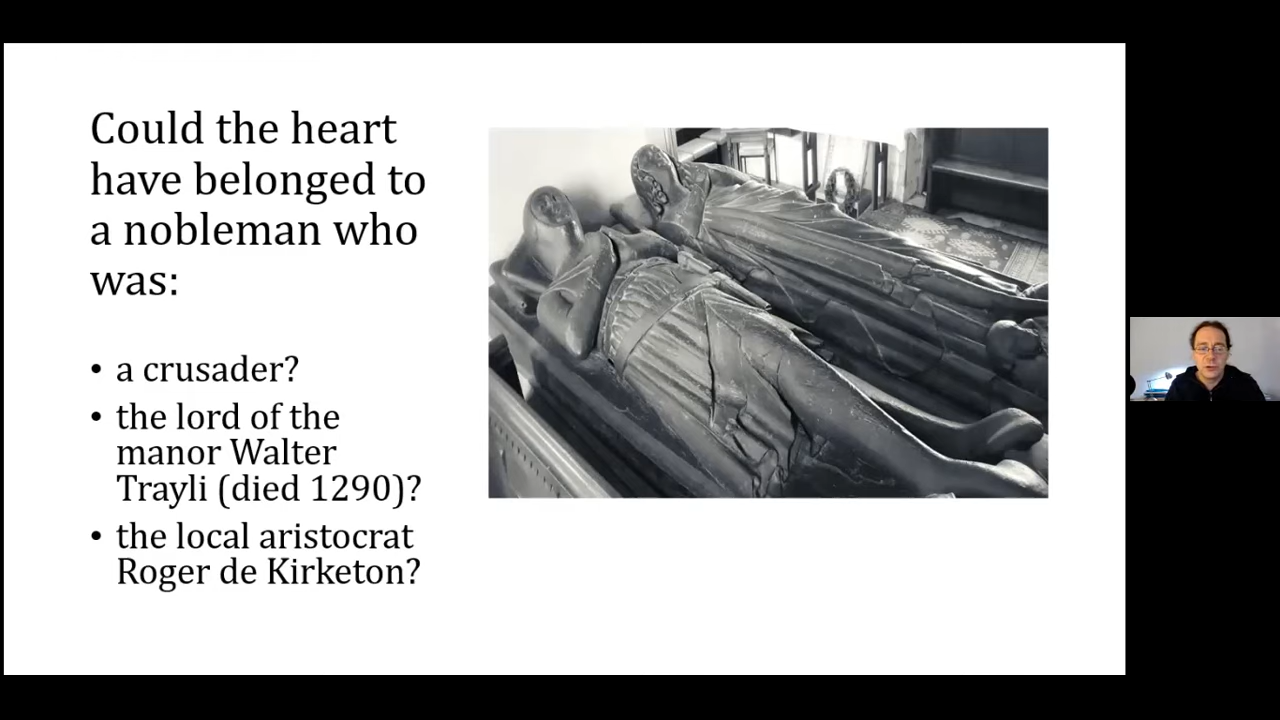 Could the heart
have belonged to
a nobleman who
was:
• a crusader?
• the lord of the
manor Walter
Trayli (died 1290)?
• the local aristocrat
Roger de Kirketon?